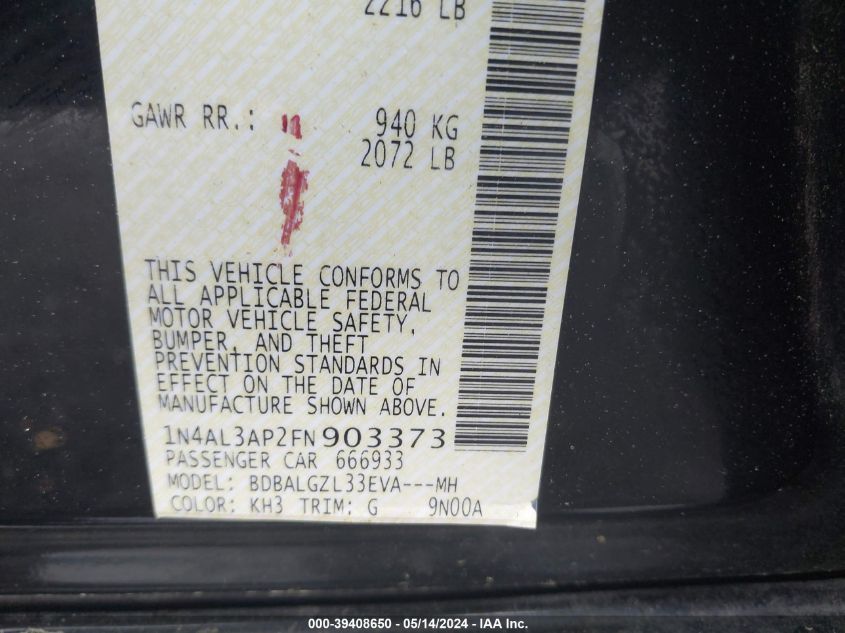 2216 LB
GAWR RR.: 940 KG
2072 LB
THIS VEHICLE CONFORMS TO
ALL APPLICABLE FEDERAL
MOTOR VEHICLE SAFETY,
BUMPER, AND THEFT
PREVENTION STANDARDS IN
EFFECT ON THE DATE OF
MANUFACTURE SHOWN ABOVE.
1N4AL3AP2FN903373
PASSENGER CAR 666933
MODEL: BDBALGZL33EVA---MH
COLOR: KH3 TRIM: G 9N00A
000-39408650 - 05/14/2024 - IAA Inc.